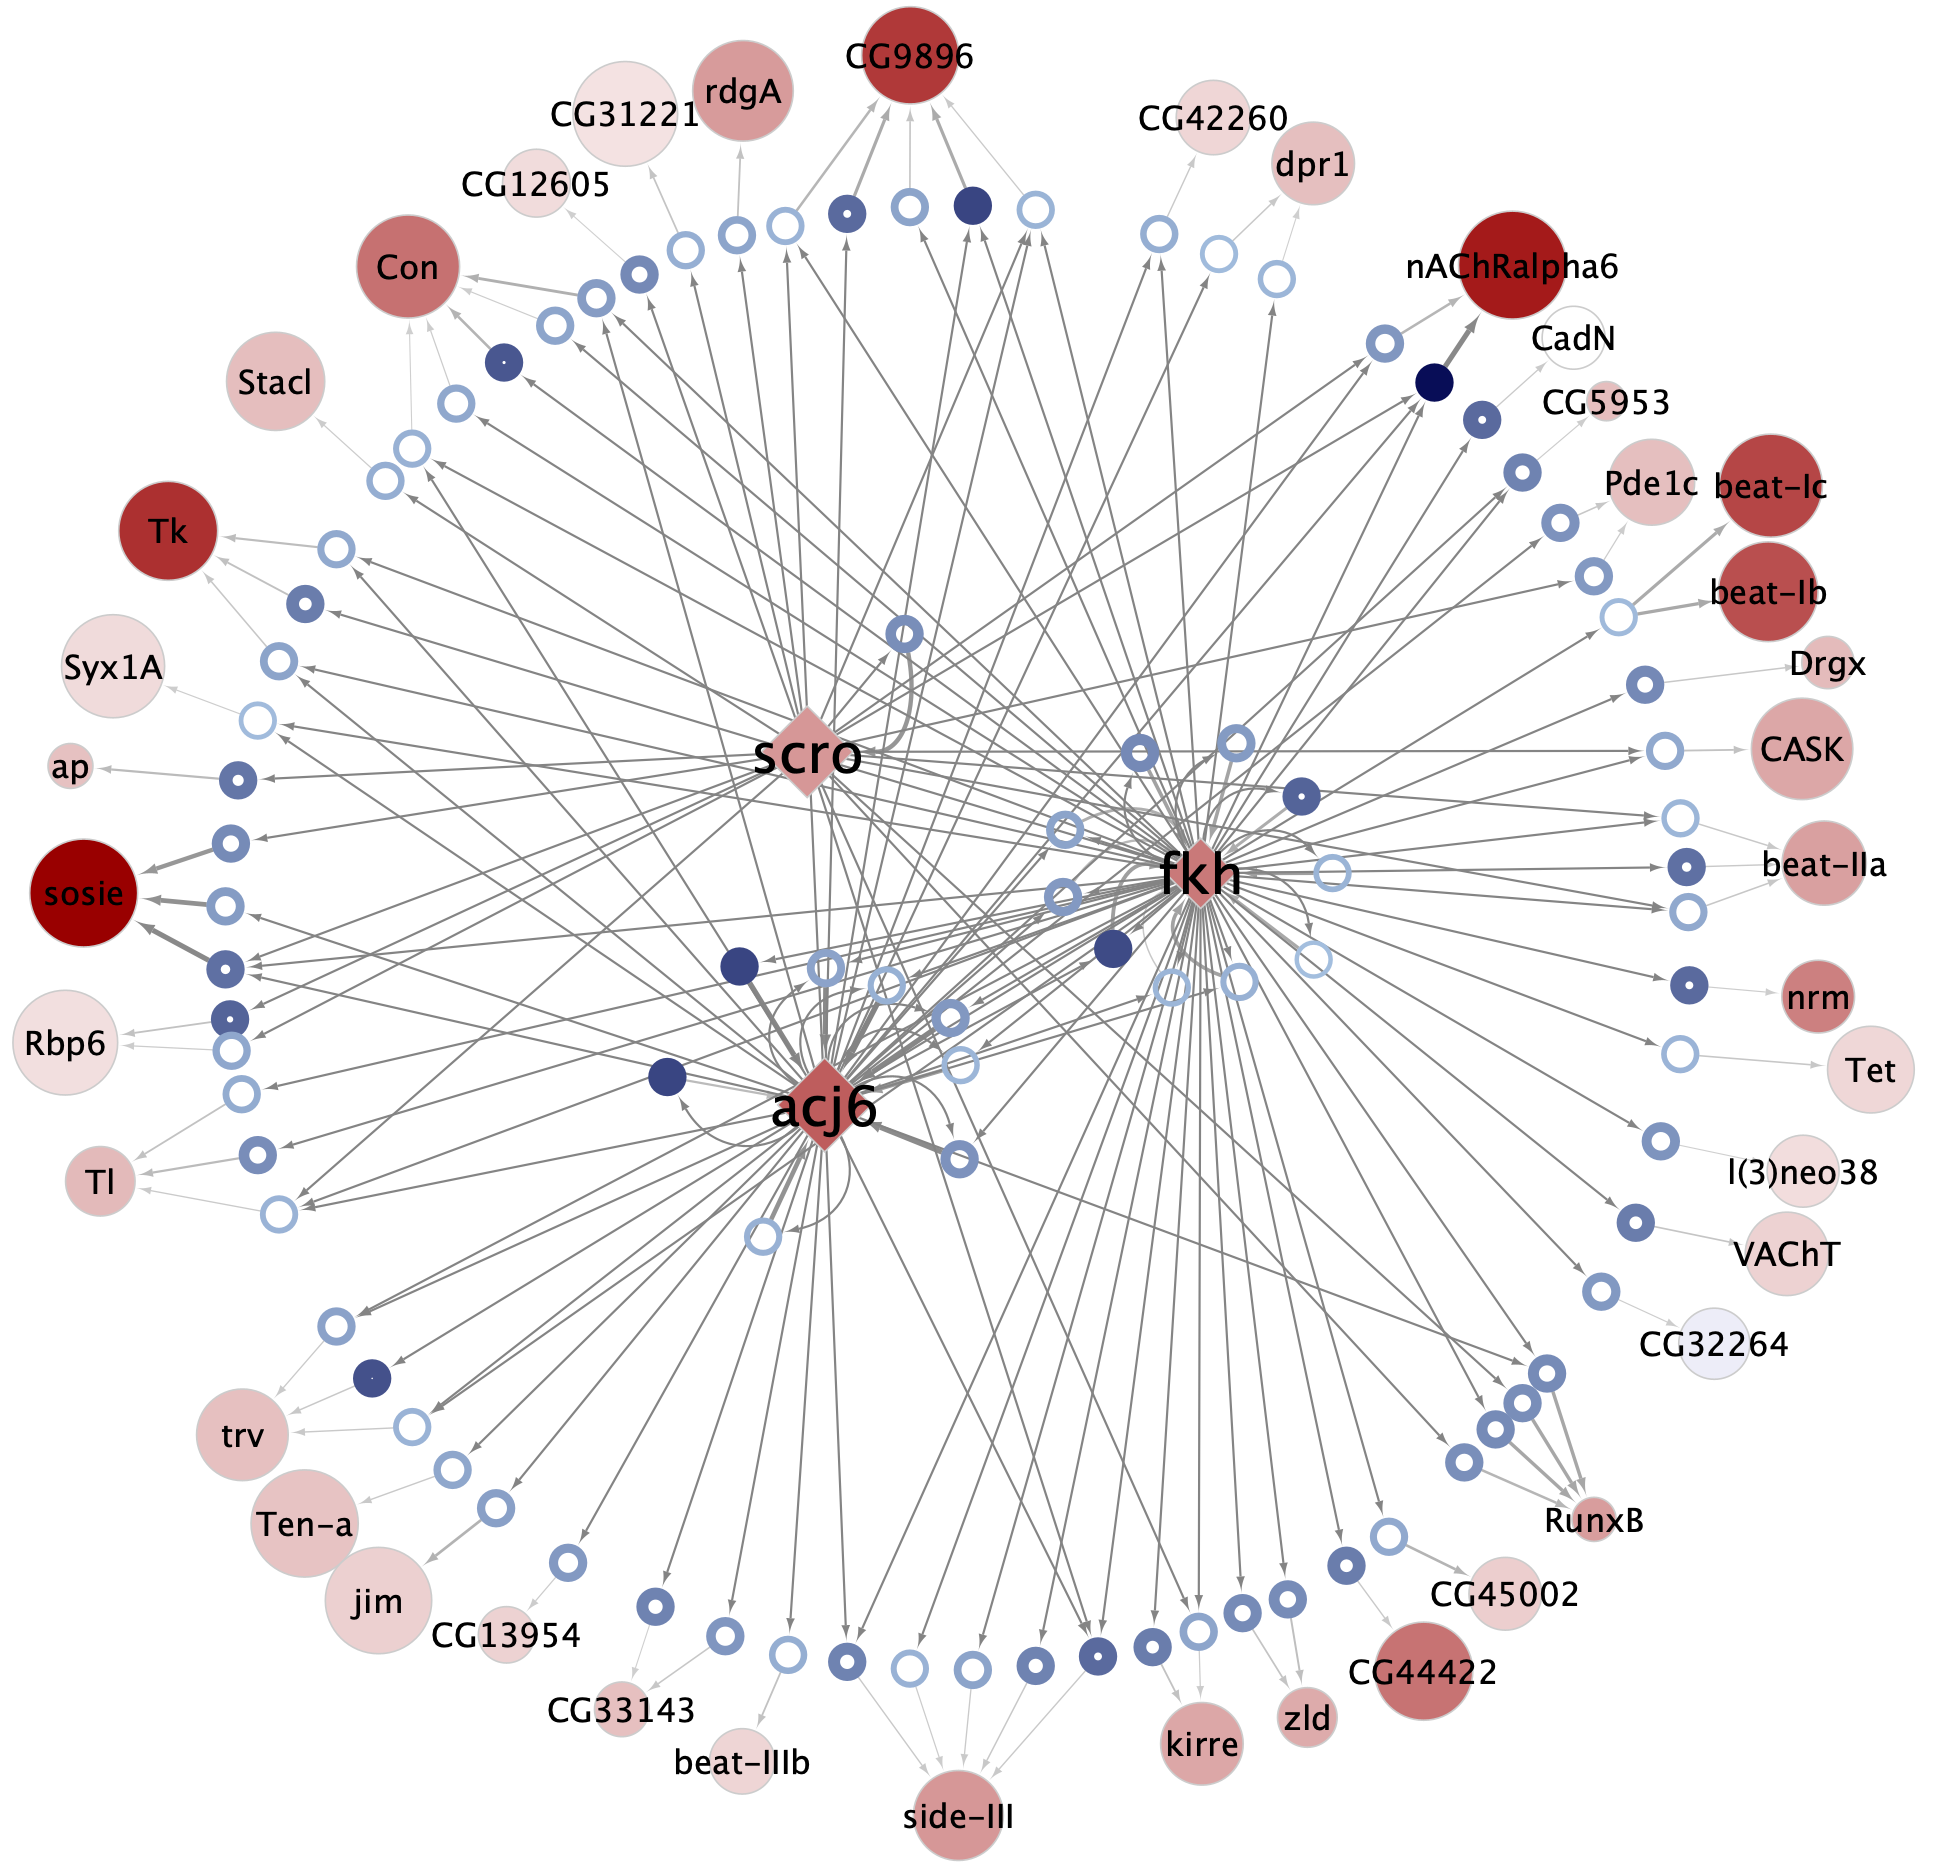 CG9896
rdgA
CG31221
CG42260
dpr1
CG12605
Con
nAChRalpha6
CadN
Stacl
CG5953
Pde1c
beat-Ic
Tk
beat-Ib
Syx1A
Drgx
scro
CASK
ap
fkh
beat-IIa
sosie
nrm
Rbp6
Tet
acj6
Tl
l(3)neo38
VAChT
CG32264
trv
Ten-a
RunxB
jim
CG45002
CG13954
CG44422
CG33143
zld
kirre
beat-IIIb
side-III